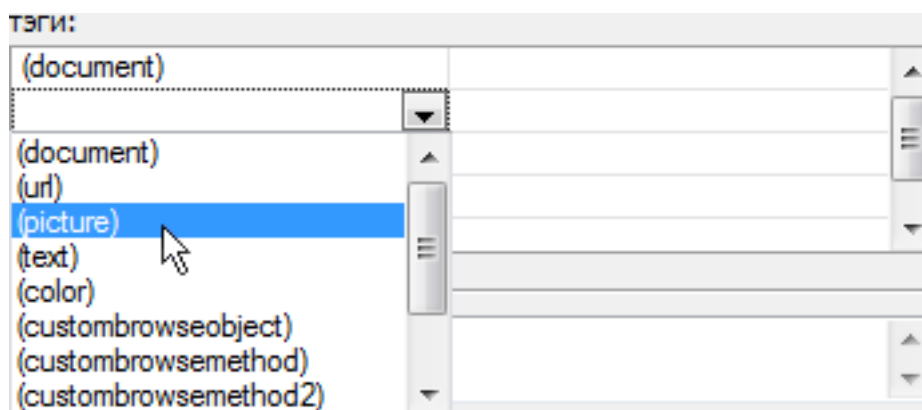 тэги:
(document)
(document)
(url)
(picture)
(text)
(color)
(custombrowseobject)
(custombrowsemethod)
(custombrowsemethod2)